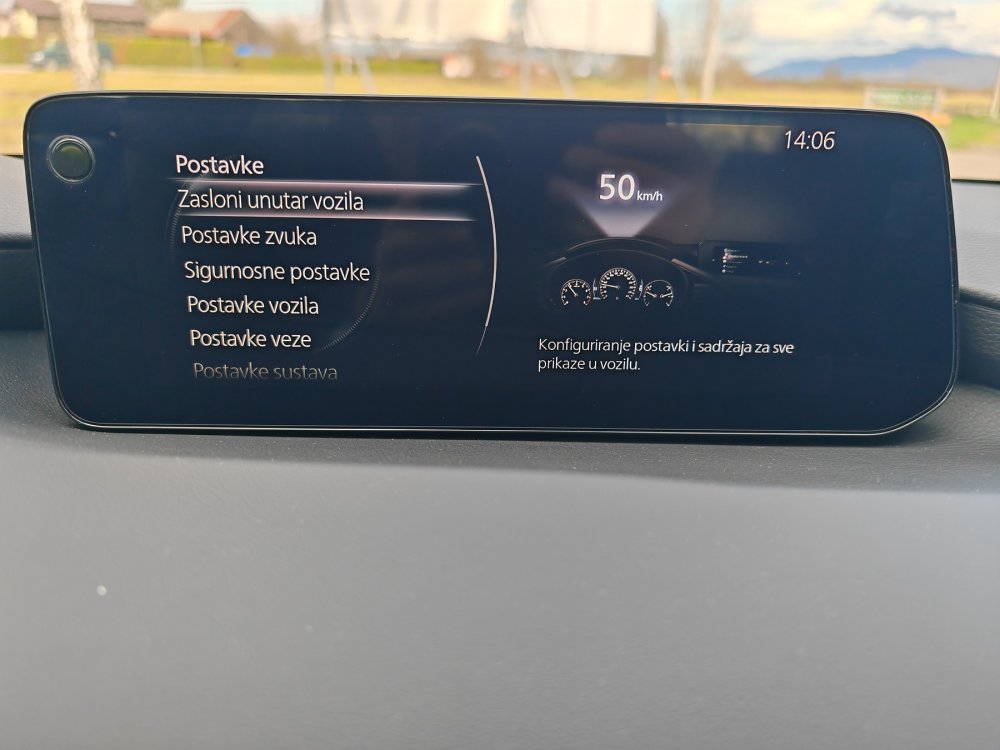 14:06
Postavke
Zasloni unutar vozila
Postavke zvuka
Sigurnosne postavke
Postavke vozila
Postavke veze
Postavke sustava
50 km/h
Konfiguriranje postavki i sadržaja za sve
prikaze u vozilu.